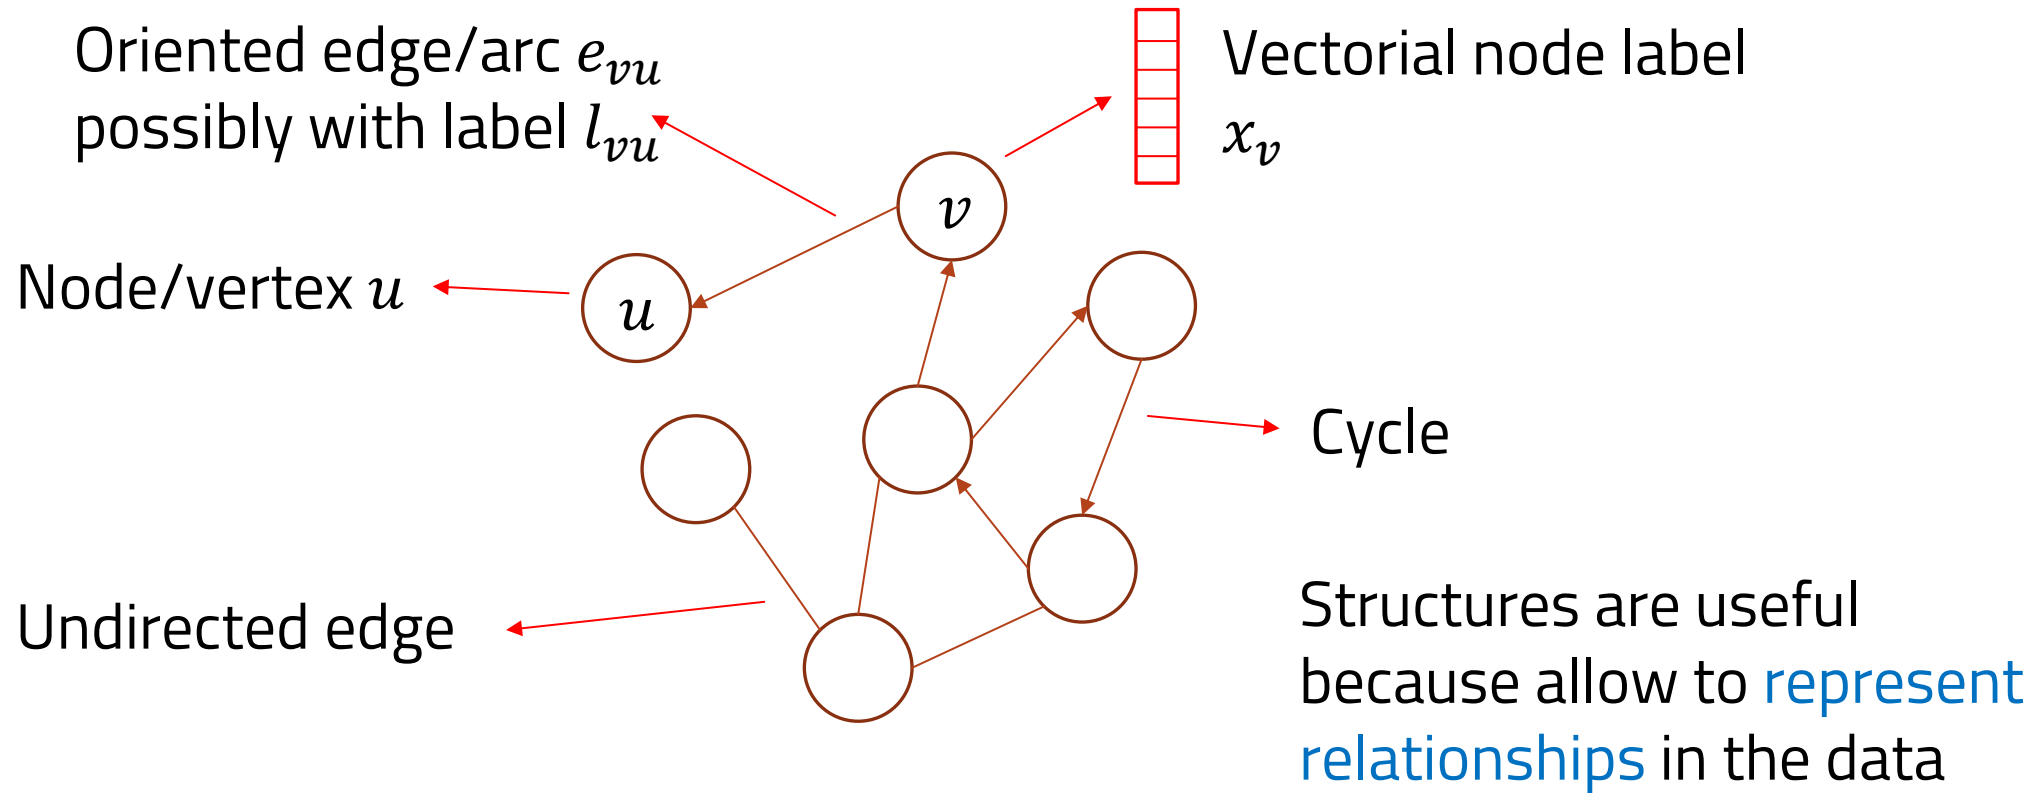 Oriented edge/arc e_vu
possibly with label l_vu
Vectorial node label
x_v
v
Node/vertex u
u
Cycle
Undirected edge
Structures are useful
because allow to represent
relationships in the data